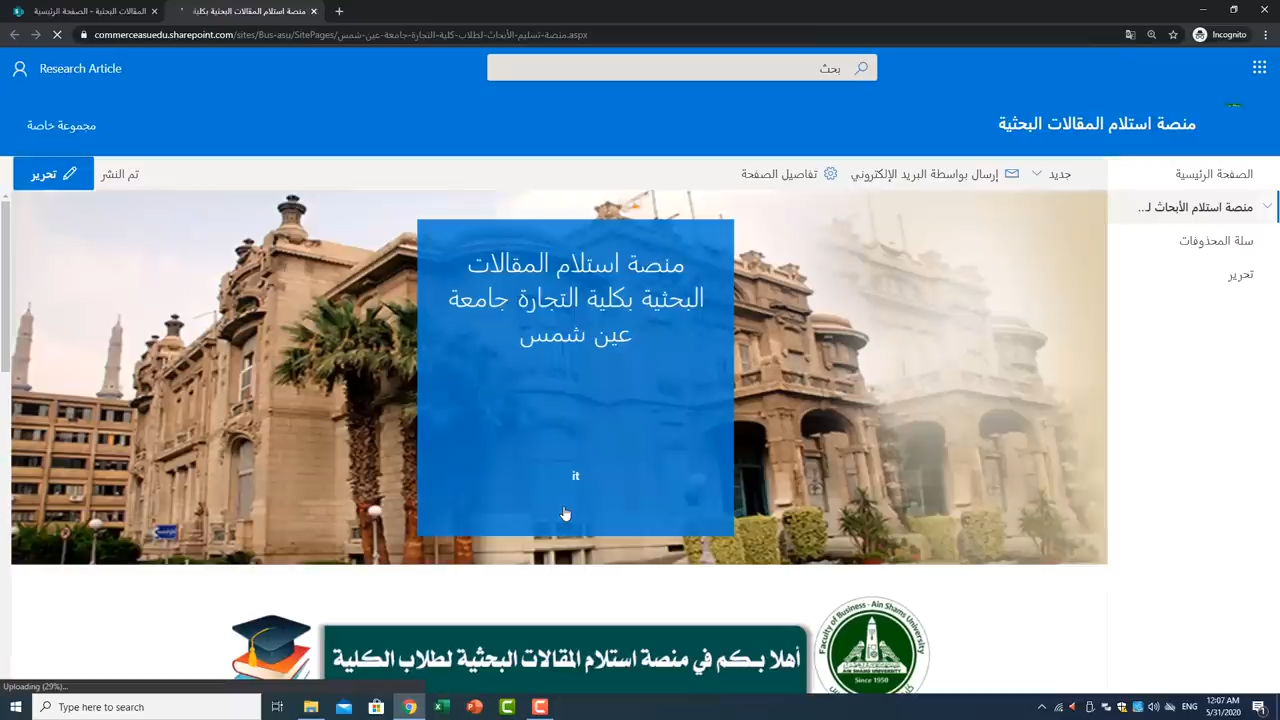 المقالات البحثية - الصفحة الرئيسية
منصة استلام المقالات البحثية بكلية
commerceasuedu.sharepoint.com/sites/Bus-asu/SitePages/منصة-تسليم-الأبحاث-لطلاب-كلية-التجارة-جامعة-عين-شمس.aspx
Incognito
Research Article
بحث
منصة استلام المقالات البحثية
مجموعة خاصة
الصفحة الرئيسية
جديد
إرسال بواسطة البريد الإلكتروني
تفاصيل الصفحة
تم النشر
تحرير
منصة استلام الأبحاث لـ...
سلة المحذوفات
تحرير
منصة استلام المقالات
البحثية بكلية التجارة جامعة
عين شمس
it
أهلا بكم في منصة استلام المقالات البحثية لطلاب الكلية
Faculty of Business - Ain Shams University
AIN SHAMS UNIVERSITY
Since 1950
Uploading (29%)...
Type here to search
ENG
12:07 AM
5/31/2020